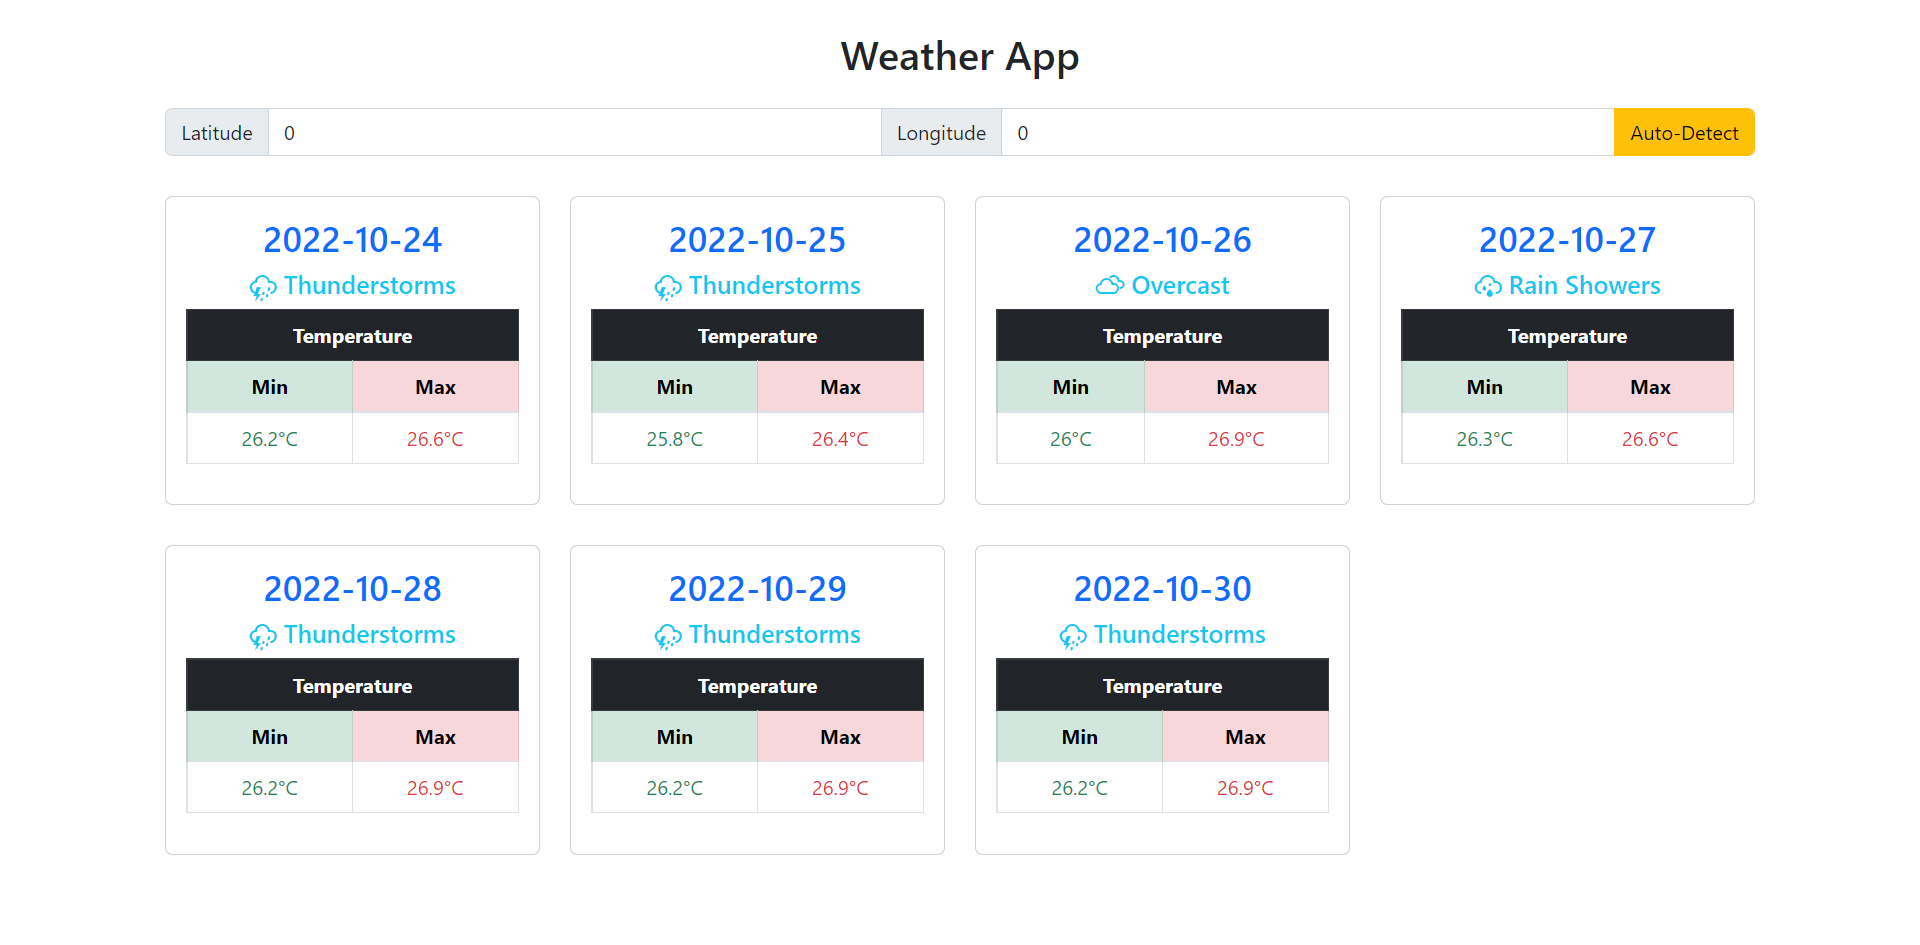 Weather App
Latitude 0 Longitude 0 Auto-Detect
2022-10-24
Thunderstorms
Temperature
Min Max
26.2°C 26.6°C
2022-10-25
Thunderstorms
Temperature
Min Max
25.8°C 26.4°C
2022-10-26
Overcast
Temperature
Min Max
26°C 26.9°C
2022-10-27
Rain Showers
Temperature
Min Max
26.3°C 26.6°C
2022-10-28
Thunderstorms
Temperature
Min Max
26.2°C 26.9°C
2022-10-29
Thunderstorms
Temperature
Min Max
26.2°C 26.9°C
2022-10-30
Thunderstorms
Temperature
Min Max
26.2°C 26.9°C